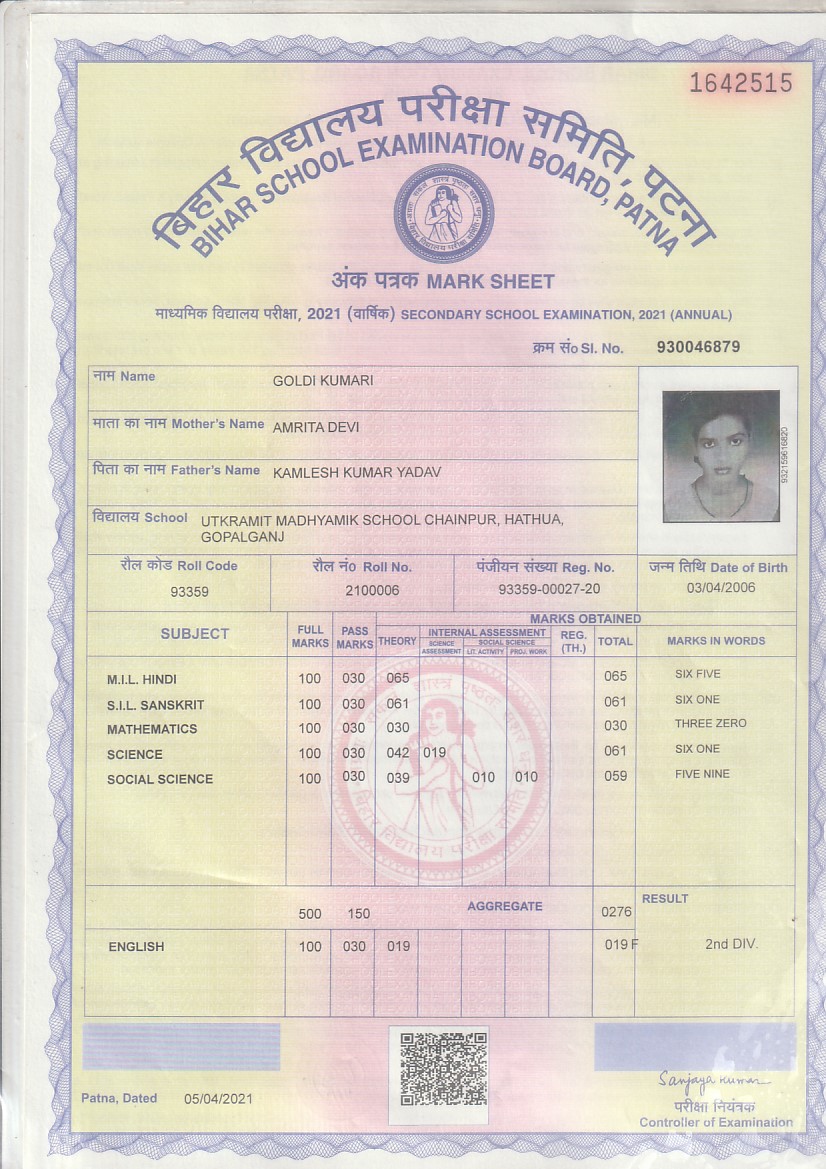 1642515
बिहार विद्यालय परीक्षा समिति, पटना
BIHAR SCHOOL EXAMINATION BOARD, PATNA
अंक पत्रक MARK SHEET
माध्यमिक विद्यालय परीक्षा, 2021 (वार्षिक) SECONDARY SCHOOL EXAMINATION, 2021 (ANNUAL)
क्रम सं० Sl. No. 930046879
नाम Name GOLDI KUMARI
माता का नाम Mother's Name AMRITA DEVI
पिता का नाम Father's Name KAMLESH KUMAR YADAV
932159616820
विद्यालय School UTKRAMIT MADHYAMIK SCHOOL CHAINPUR, HATHUA,
GOPALGANJ
रौल कोड Roll Code रौल नं० Roll No. पंजीयन संख्या Reg. No. जन्म तिथि Date of Birth
93359 2100006 93359-00027-20 03/04/2006
SUBJECT FULL MARKS PASS MARKS MARKS OBTAINED
THEORY INTERNAL ASSESSMENT REG. (TH.) TOTAL MARKS IN WORDS
SCIENCE ASSESSMENT SOCIAL SCIENCE
LIT. ACTIVITY PROJ. WORK
M.I.L. HINDI 100 030 065 065 SIX FIVE
S.I.L. SANSKRIT 100 030 061 061 SIX ONE
MATHEMATICS 100 030 030 030 THREE ZERO
SCIENCE 100 030 042 019 061 SIX ONE
SOCIAL SCIENCE 100 030 039 010 010 059 FIVE NINE
500 150 AGGREGATE 0276 RESULT
ENGLISH 100 030 019 019 F 2nd DIV.
Patna, Dated 05/04/2021
Sanjaya Kumar
परीक्षा नियंत्रक
Controller of Examination